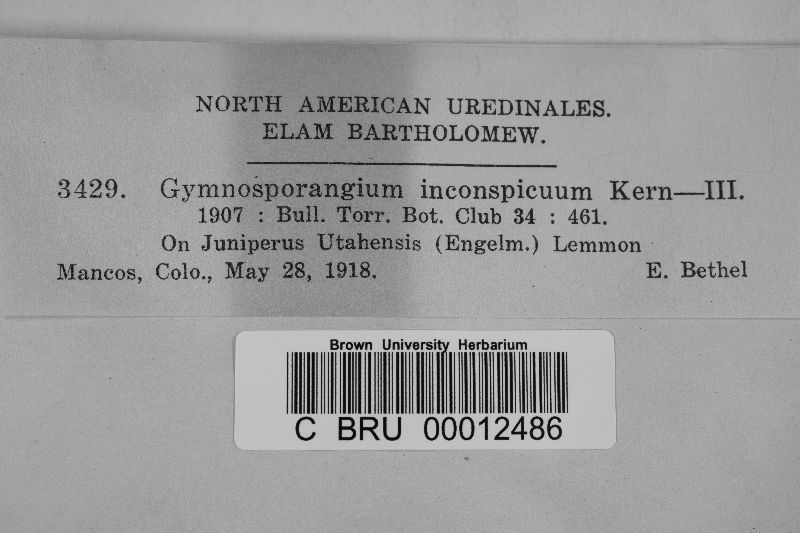 NORTH AMERICAN UREDINALES.
ELAM BARTHOLOMEW.
3429. Gymnosporangium inconspicuum Kern—III.
1907 : Bull. Torr. Bot. Club 34 : 461.
On Juniperus Utahensis (Engelm.) Lemmon
Mancos, Colo., May 28, 1918. E. Bethel
Brown University Herbarium
C BRU 00012486